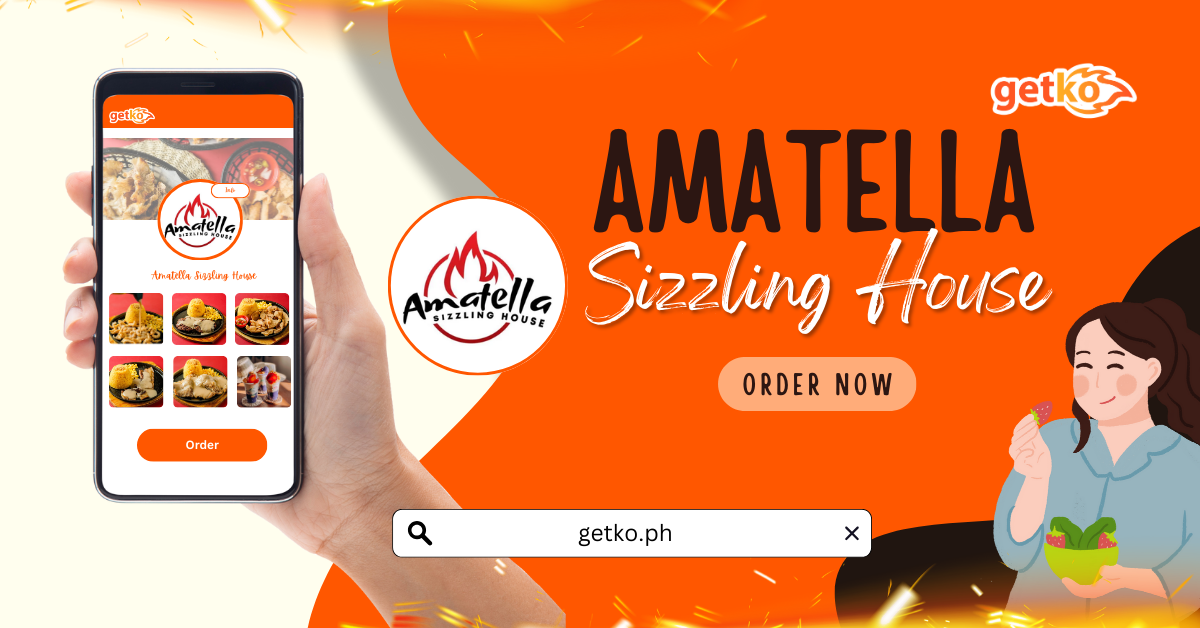 getko
Info
Amatella
SIZZLING HOUSE
Amatella Sizzling House
Order
Amatella
SIZZLING HOUSE
getko
AMATELLA
Sizzling House
ORDER NOW
getko.ph